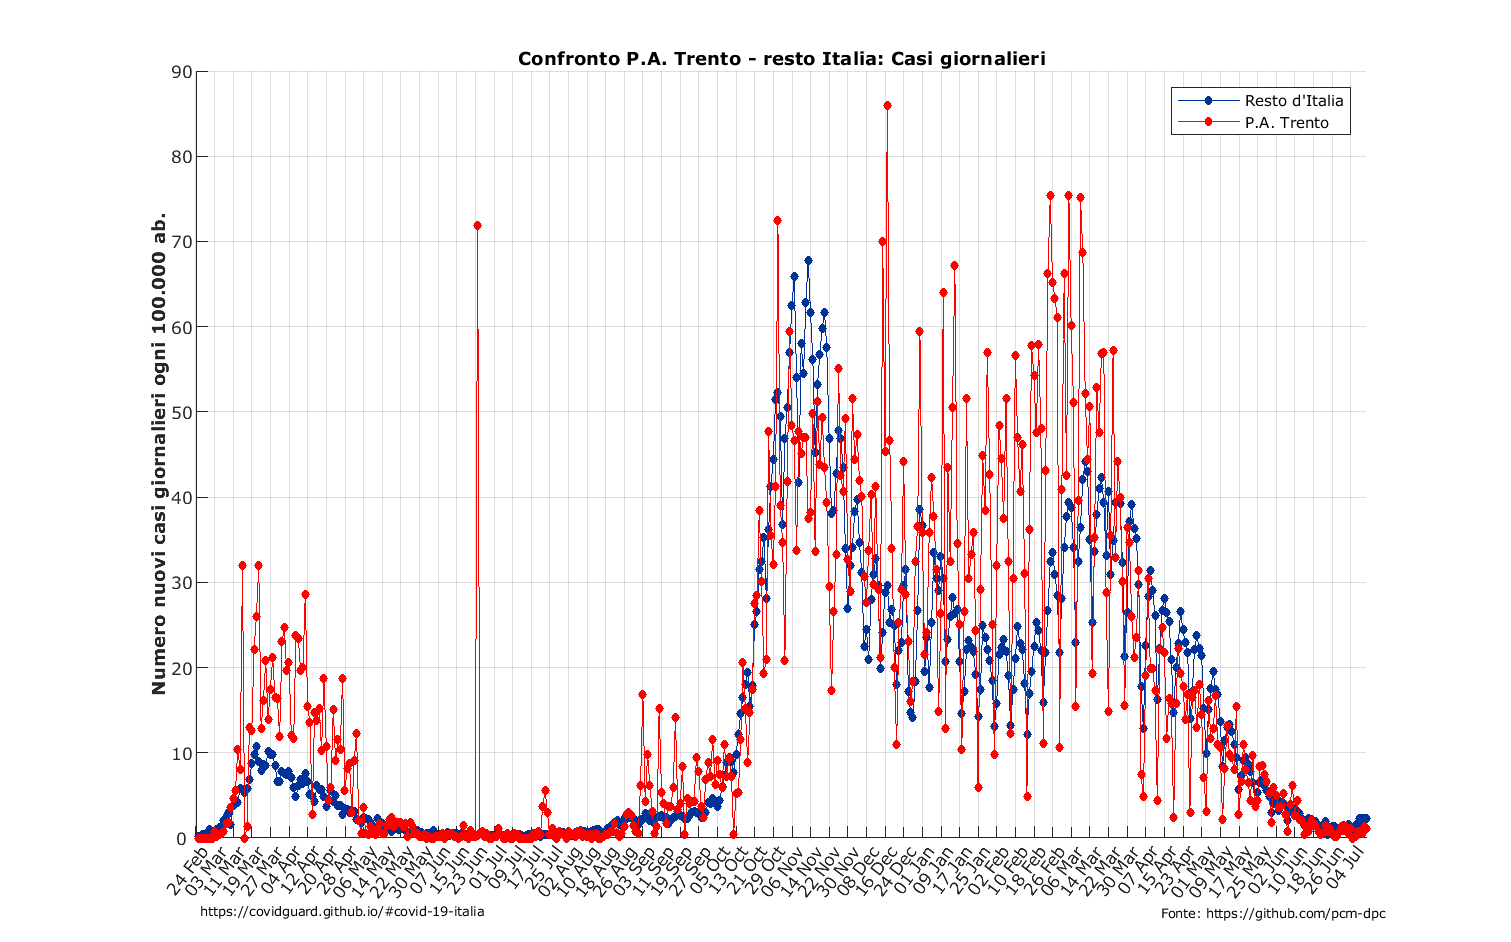 Confronto P.A. Trento - resto Italia: Casi giornalieri
Numero nuovi casi giornalieri ogni 100.000 ab.
90
80
70
60
50
40
30
20
10
0
Resto d'Italia
P.A. Trento
24 Feb
03 Mar
11 Mar
19 Mar
27 Mar
04 Apr
12 Apr
20 Apr
28 Apr
06 May
14 May
22 May
30 May
07 Jun
15 Jun
23 Jun
01 Jul
09 Jul
17 Jul
25 Jul
02 Aug
10 Aug
18 Aug
26 Aug
03 Sep
11 Sep
19 Sep
27 Sep
05 Oct
13 Oct
21 Oct
29 Oct
06 Nov
14 Nov
22 Nov
30 Nov
08 Dec
16 Dec
24 Dec
01 Jan
09 Jan
17 Jan
25 Jan
02 Feb
10 Feb
18 Feb
26 Feb
06 Mar
14 Mar
22 Mar
30 Mar
07 Apr
15 Apr
23 Apr
01 May
09 May
17 May
25 May
02 Jun
10 Jun
18 Jun
26 Jun
04 Jul
https://covidguard.github.io/#covid-19-italia
Fonte: https://github.com/pcm-dpc